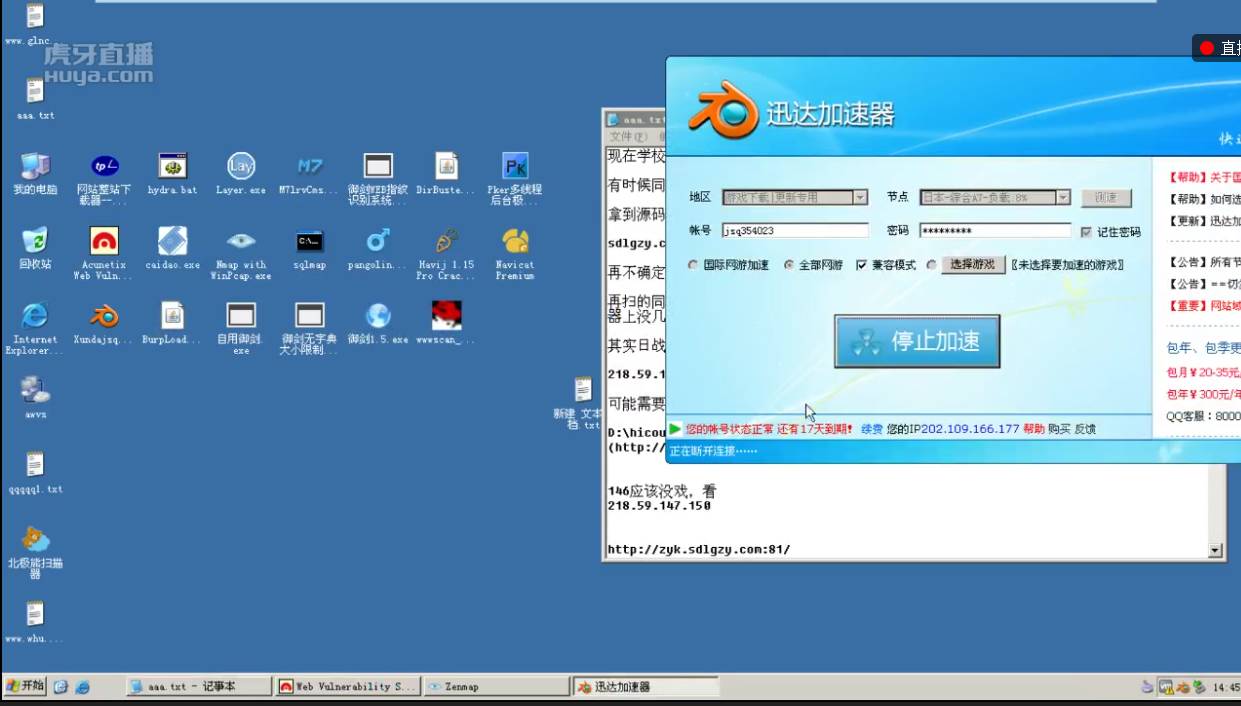 www.glnc...
虎牙直播
Huya.com
直播
aaa.txt
我的电脑
网站整站下载器--...
hydra.bat
Layer.exe
M7lrvCms...
御剑WEB指纹识别系统...
DirBuste...
Pker多线程后台极...
回收站
Acunetix Web Vuln...
caidao.exe
Nmap with WinPcap.exe
sqlmap
pangolin...
Havij 1.15 Pro Crac...
Navicat Premium
Internet Explorer...
Xundajsq...
BurpLoad...
自用御剑.exe
御剑无字典大小限制...
御剑1.5.exe
wwwscan_...
awvs
qqqqq1.txt
北极熊扫描器
www.whu....
新建 文本档.txt
aaa.txt
文件(F)
现在学校
有时候同
拿到源码
sdlgzy.c
再不确定
再扫的同
器上没几
其实日战
218.59.1
可能需要
D:\hicou
(http://
146应该没戏，看
218.59.147.150
http://zyk.sdlgzy.com:81/
迅达加速器
地区
游戏下载|更新专用
节点
日本-综合A7-负载:8%
测速
帐号
jsq354023
密码
*********
记住密码
国际网游加速
全部网游
兼容模式
选择游戏
〖未选择要加速的游戏〗
停止加速
您的帐号状态正常 还有17天到期! 续费 您的IP202.109.166.177 帮助 购买 反馈
正在断开连接······
【帮助】关于国
【帮助】如何选
【更新】迅达加
【公告】所有节
【公告】==切
【重要】网站域
包年、包季更
包月￥20-35元
包年￥300元/年
QQ客服：8000
开始
aaa.txt - 记事本
Web Vulnerability S...
Zenmap
迅达加速器
14:45